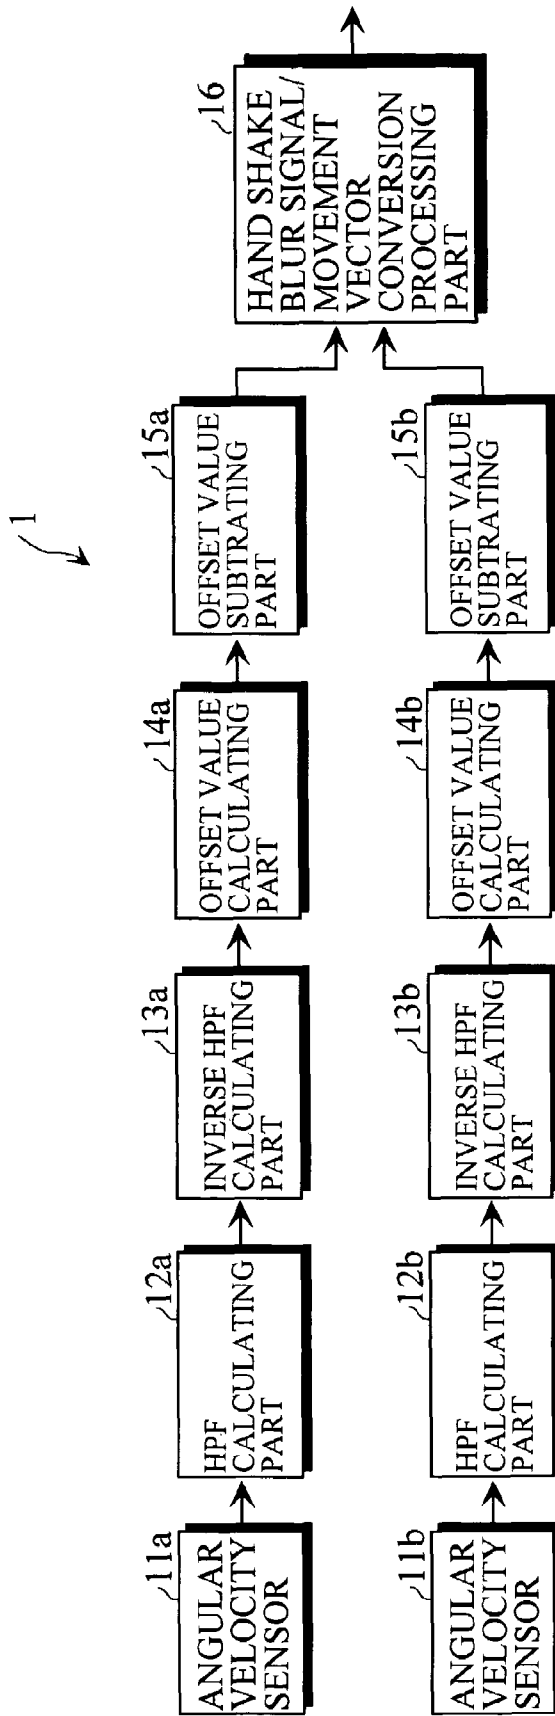 1
11a
ANGULAR
VELOCITY
SENSOR
12a
HPF
CALCULATING
PART
13a
INVERSE HPF
CALCULATING
PART
14a
OFFSET VALUE
CALCULATING
PART
15a
OFFSET VALUE
SUBTRATING
PART
11b
ANGULAR
VELOCITY
SENSOR
12b
HPF
CALCULATING
PART
13b
INVERSE HPF
CALCULATING
PART
14b
OFFSET VALUE
CALCULATING
PART
15b
OFFSET VALUE
SUBTRATING
PART
16
HAND SHAKE
BLUR SIGNAL/
MOVEMENT
VECTOR
CONVERSION
PROCESSING
PART